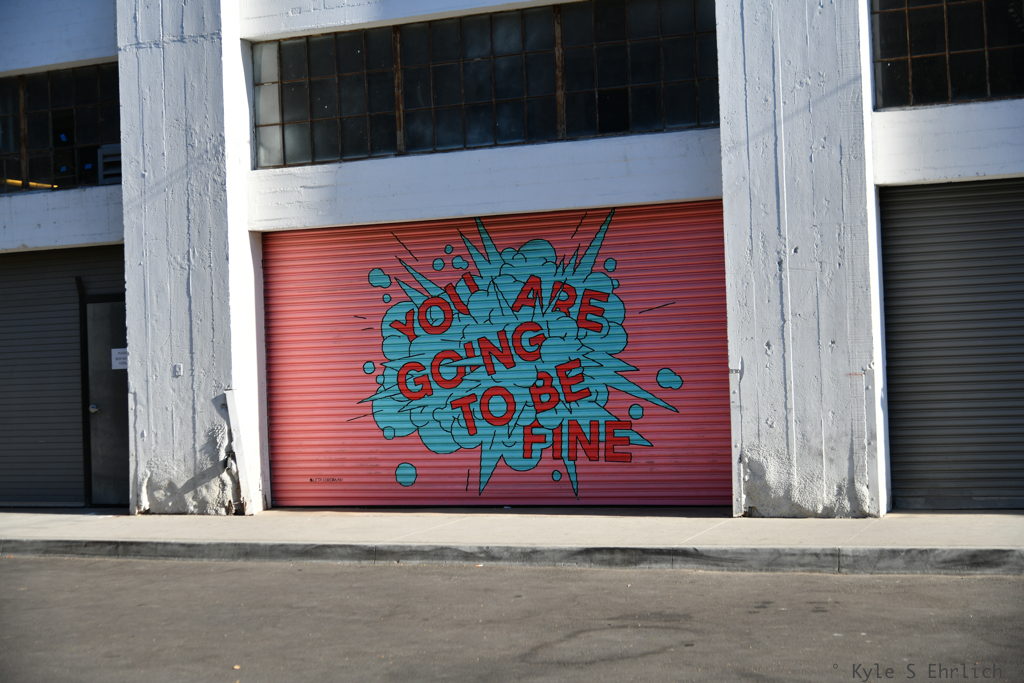 YOU ARE
GOING
TO BE
FINE
° Kyle S Ehrlich